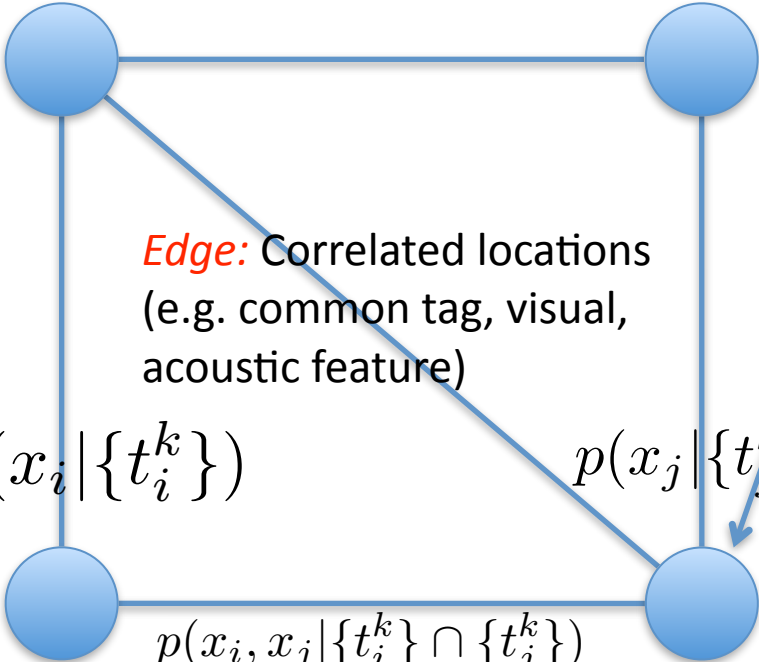 Edge: Correlated locations
(e.g. common tag, visual,
acoustic feature)
(x_i|\{t_i^k\})
p(x_j|\{t
p(x_i, x_j|\{t_i^k\} \cap \{t_j^k\})